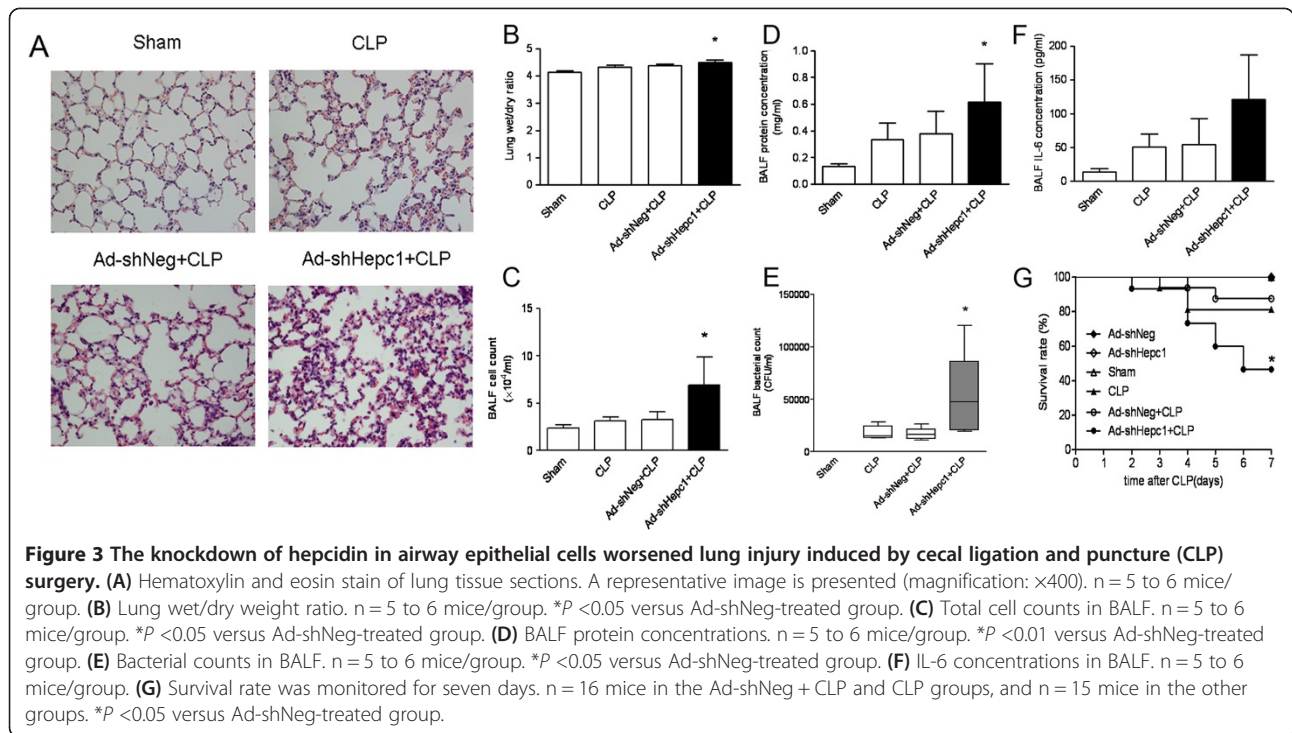 A
Sham
CLP
Ad-shNeg+CLP
Ad-shHepc1+CLP
B
Lung wet/dry ratio
5
4
3
2
1
0
*
Sham
CLP
Ad-shNeg+CLP
Ad-shHepc1+CLP
C
BALF cell count
(×10⁴/ml)
15
10
5
0
*
Sham
CLP
Ad-shNeg+CLP
Ad-shHepc1+CLP
D
BALF protein concentration
(mg/ml)
1.0
0.8
0.6
0.4
0.2
0.0
*
Sham
CLP
Ad-shNeg+CLP
Ad-shHepc1+CLP
E
BALF bacterial count
(CFU/ml)
150000
100000
50000
0
*
Sham
CLP
Ad-shNeg+CLP
Ad-shHepc1+CLP
F
BALF IL-6 concentration (pg/ml)
200
150
100
50
0
Sham
CLP
Ad-shNeg+CLP
Ad-shHepc1+CLP
G
Survival rate (%)
100
80
60
40
20
0
Ad-shNeg
Ad-shHepc1
Sham
CLP
Ad-shNeg+CLP
Ad-shHepc1+CLP
*
0 1 2 3 4 5 6 7
time after CLP(days)
Figure 3 The knockdown of hepcidin in airway epithelial cells worsened lung injury induced by cecal ligation and puncture (CLP)
surgery. (A) Hematoxylin and eosin stain of lung tissue sections. A representative image is presented (magnification: ×400). n = 5 to 6 mice/
group. (B) Lung wet/dry weight ratio. n = 5 to 6 mice/group. *P <0.05 versus Ad-shNeg-treated group. (C) Total cell counts in BALF. n = 5 to 6
mice/group. *P <0.05 versus Ad-shNeg-treated group. (D) BALF protein concentrations. n = 5 to 6 mice/group. *P <0.01 versus Ad-shNeg-treated
group. (E) Bacterial counts in BALF. n = 5 to 6 mice/group. *P <0.05 versus Ad-shNeg-treated group. (F) IL-6 concentrations in BALF. n = 5 to 6
mice/group. (G) Survival rate was monitored for seven days. n = 16 mice in the Ad-shNeg + CLP and CLP groups, and n = 15 mice in the other
groups. *P <0.05 versus Ad-shNeg-treated group.